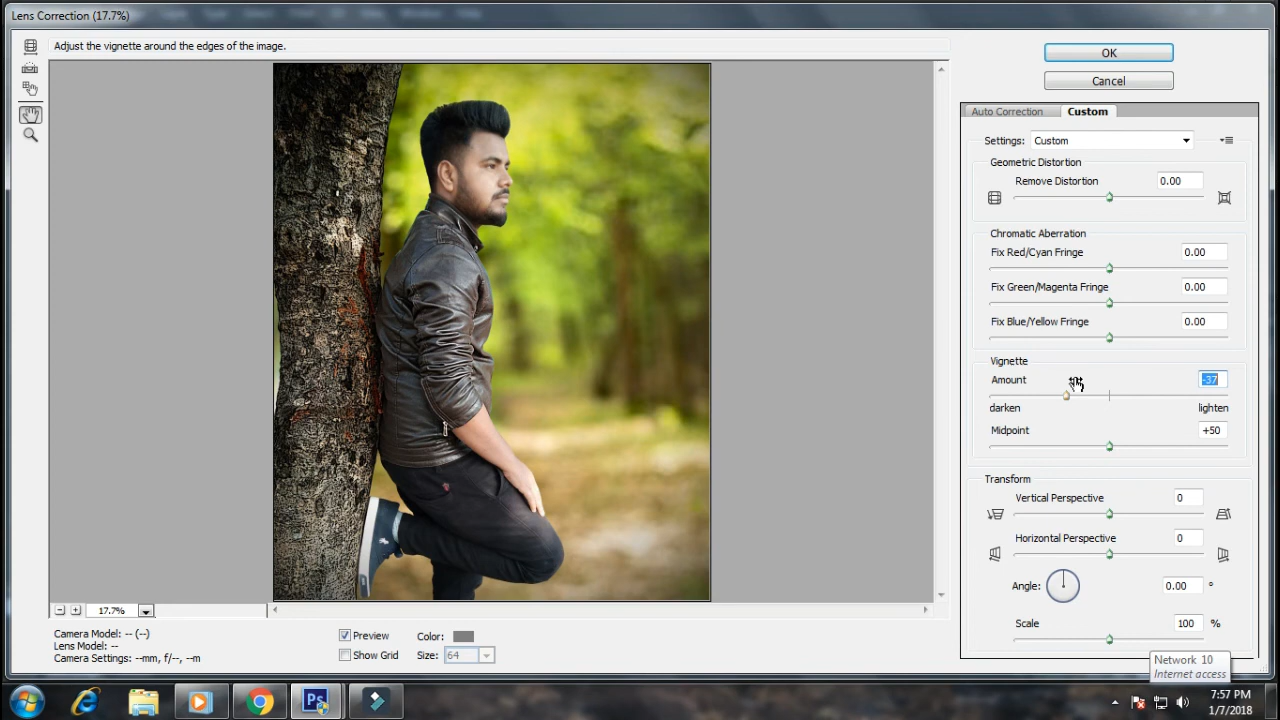 Lens Correction (17.7%)
Adjust the vignette around the edges of the image.
OK
Cancel
Auto Correction Custom
Settings: Custom
Geometric Distortion
Remove Distortion 0.00
Chromatic Aberration
Fix Red/Cyan Fringe 0.00
Fix Green/Magenta Fringe 0.00
Fix Blue/Yellow Fringe 0.00
Vignette
Amount -37
darken lighten
Midpoint +50
Transform
Vertical Perspective 0
Horizontal Perspective 0
Angle: 0.00 °
Scale 100 %
17.7%
Camera Model: -- (--)
Lens Model: --
Camera Settings: --mm, f/--, --m
Preview Color:
Show Grid Size: 64
Network 10
Internet access
Ps
7:57 PM
1/7/2018